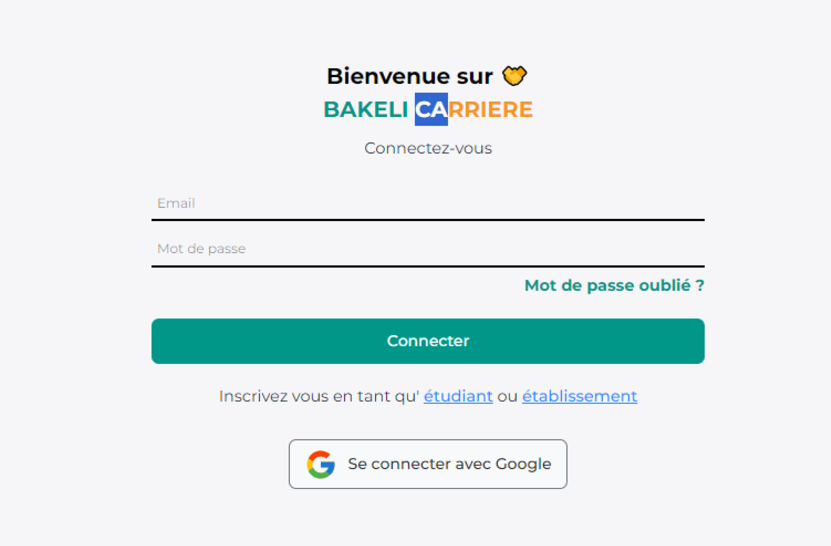 Bienvenue sur
BAKELI CARRIERE
Connectez-vous
Email
Mot de passe
Mot de passe oublié ?
Connecter
Inscrivez vous en tant qu' étudiant ou établissement
Se connecter avec Google